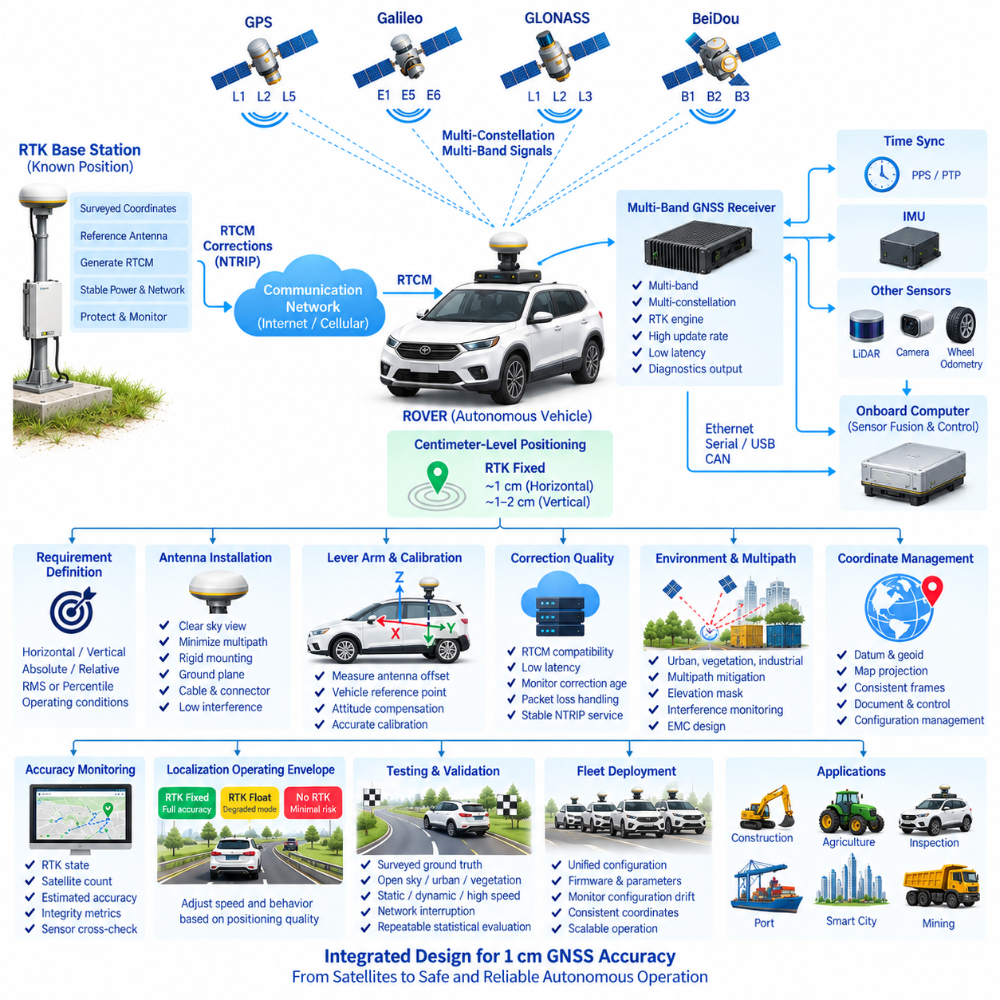 GPS
Galileo
GLONASS
BeiDou
L1 L2 L5
E1 E5 E6
L1 L2 L3
B1 B2 B3
Multi-Constellation
Multi-Band Signals
RTK Base Station
(Known Position)
Surveyed Coordinates
Reference Antenna
Generate RTCM
Stable Power & Network
Protect & Monitor
RTCM
Corrections
(NTRIP)
Communication
Network
(Internet / Cellular)
RTCM
ROVER (Autonomous Vehicle)
Multi-Band GNSS Receiver
✔ Multi-band
✔ Multi-constellation
✔ RTK engine
✔ High update rate
✔ Low latency
✔ Diagnostics output
Time Sync
PPS / PTP
IMU
Other Sensors
LiDAR
Camera
Wheel
Odometry
Onboard Computer
(Sensor Fusion & Control)
Ethernet
Serial / USB
CAN
Centimeter-Level Positioning
RTK Fixed
~1 cm (Horizontal)
~1–2 cm (Vertical)
Requirement
Definition
Horizontal / Vertical
Absolute / Relative
RMS or Percentile
Operating conditions
Antenna Installation
✔ Clear sky view
✔ Minimize multipath
✔ Rigid mounting
✔ Ground plane
✔ Cable & connector
✔ Low interference
Lever Arm & Calibration
Z
X
Y
✔ Measure antenna offset
✔ Vehicle reference point
✔ Attitude compensation
✔ Accurate calibration
Correction Quality
✔ RTCM compatibility
✔ Low latency
✔ Monitor correction age
✔ Packet loss handling
✔ Stable NTRIP service
Environment & Multipath
✔ Urban, vegetation, industrial
✔ Multipath mitigation
✔ Elevation mask
✔ Interference monitoring
✔ EMC design
Coordinate Management
✔ Datum & geoid
✔ Map projection
✔ Consistent frames
✔ Document & control
✔ Configuration management
Accuracy Monitoring
✔ RTK state
✔ Satellite count
✔ Estimated accuracy
✔ Integrity metrics
✔ Sensor cross-check
Localization Operating Envelope
RTK Fixed
Full accuracy
RTK Float
Degraded mode
No RTK
Minimal risk
Adjust speed and behavior
based on positioning quality
Testing & Validation
✔ Surveyed ground truth
✔ Open sky / urban / vegetation
✔ Static / dynamic / high speed
✔ Network interruption
✔ Repeatable statistical evaluation
Fleet Deployment
✔ Unified configuration
✔ Firmware & parameters
✔ Monitor configuration drift
✔ Consistent coordinates
✔ Scalable operation
Applications
Construction
Agriculture
Inspection
Port
Smart City
Mining
Integrated Design for 1 cm GNSS Accuracy
From Satellites to Safe and Reliable Autonomous Operation